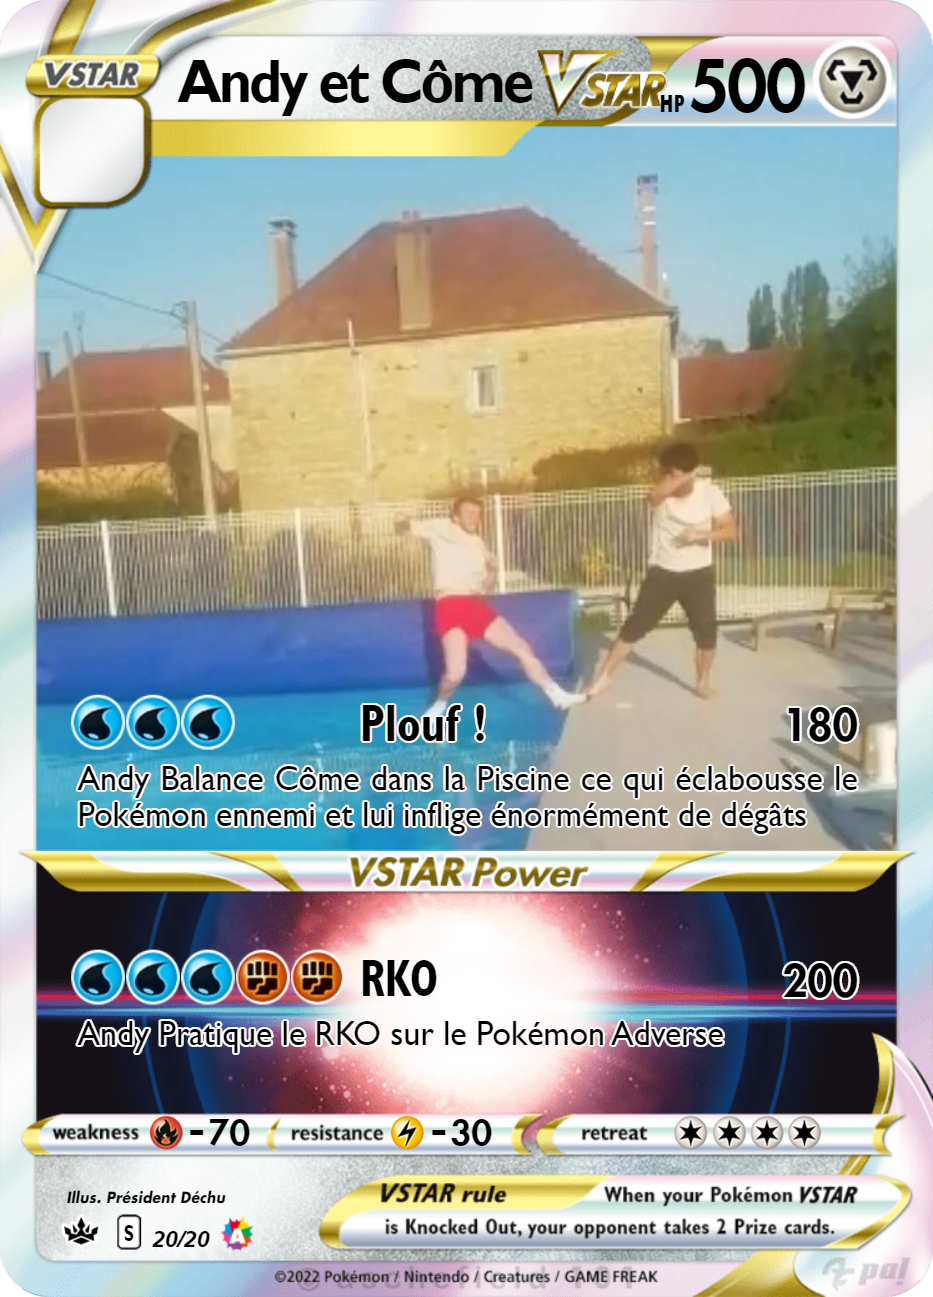 VSTAR
Andy et Côme VSTAR HP 500
Plouf ! 180
Andy Balance Côme dans la Piscine ce qui éclabousse le
Pokémon ennemi et lui inflige énormément de dégâts
VSTAR Power
RKO 200
Andy Pratique le RKO sur le Pokémon Adverse
weakness -70 resistance -30 retreat
Illus. Président Déchu
S 20/20 A
VSTAR rule When your Pokémon VSTAR
is Knocked Out, your opponent takes 2 Prize cards.
©2022 Pokémon / Nintendo / Creatures / GAME FREAK